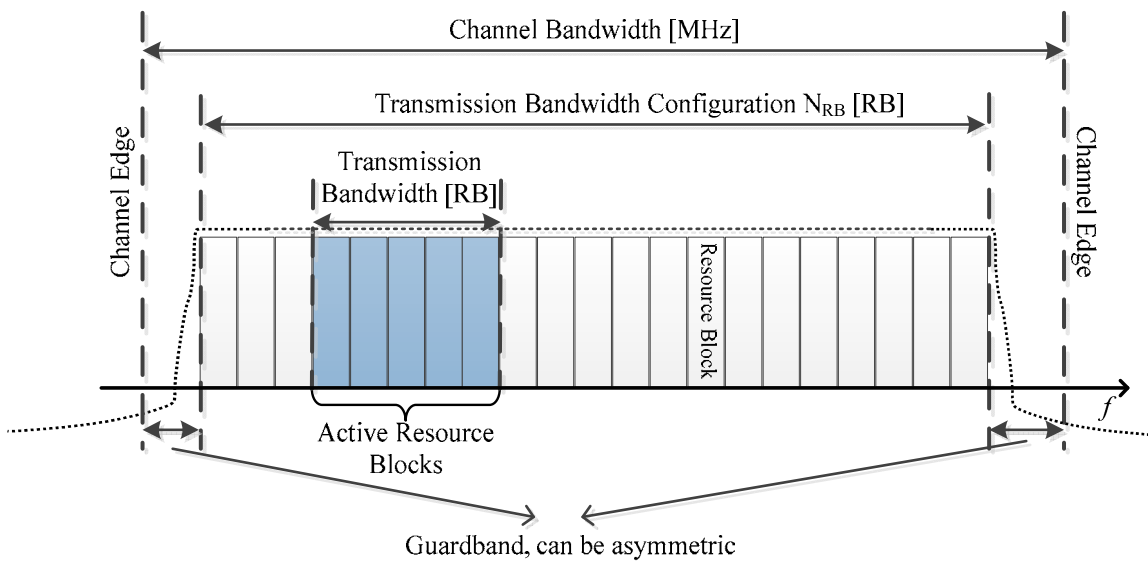 Channel Bandwidth [MHz]
Transmission Bandwidth Configuration NRB [RB]
Channel Edge
Transmission
Bandwidth [RB]
Channel Edge
Resource Block
f
Active Resource
Blocks
Guardband, can be asymmetric